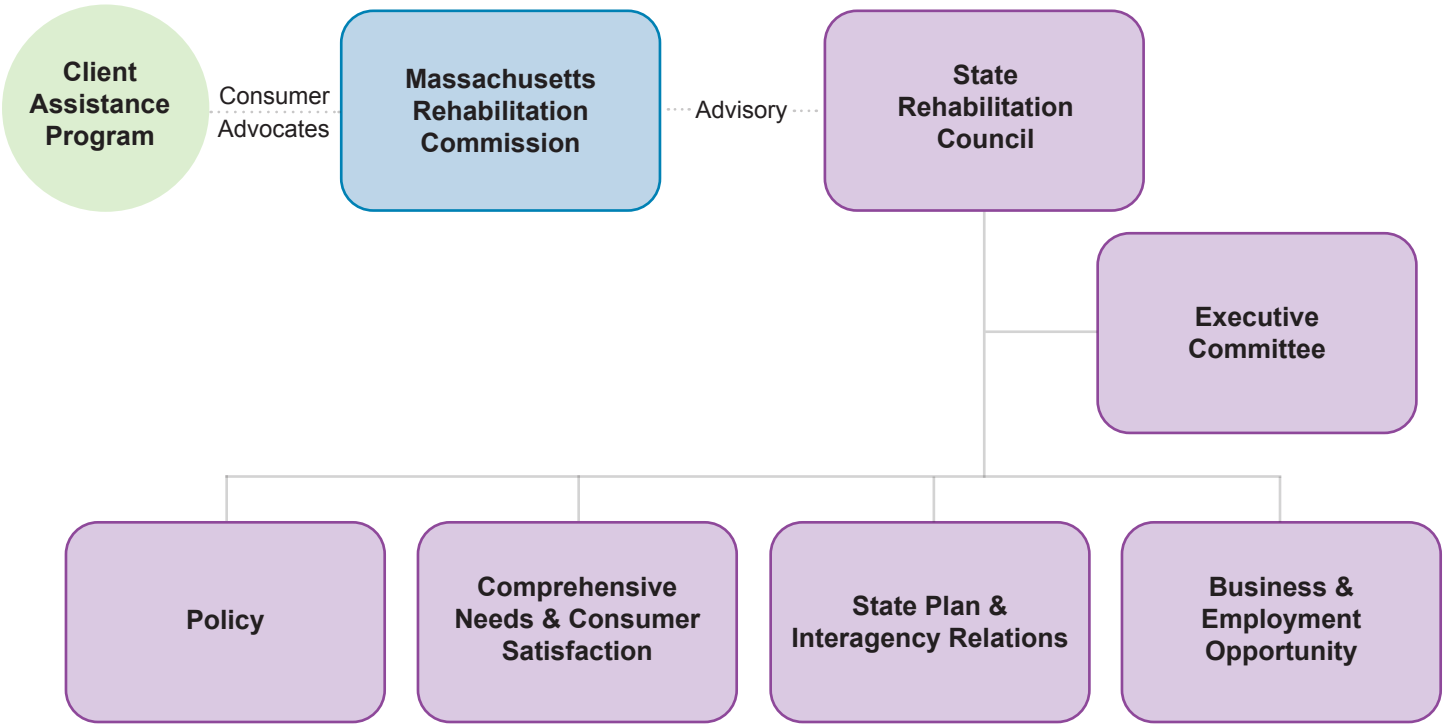 Client
Assistance
Program
Consumer
Advocates
Massachusetts
Rehabilitation
Commission
Advisory
State
Rehabilitation
Council
Executive
Committee
Policy
Comprehensive
Needs & Consumer
Satisfaction
State Plan &
Interagency Relations
Business &
Employment
Opportunity